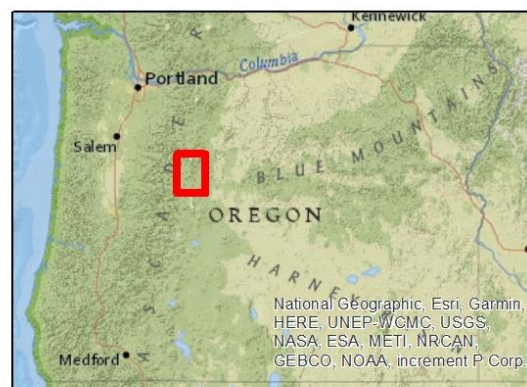 Kennewick
Columbia
Portland
Salem
CASCADE R
BLUE MOUNTAINS
OREGON
HARNEY
National Geographic, Esri, Garmin,
HERE, UNEP-WCMC, USGS,
NASA, ESA, METI, NRCAN,
GEBCO, NOAA, increment P Corp.
Medford